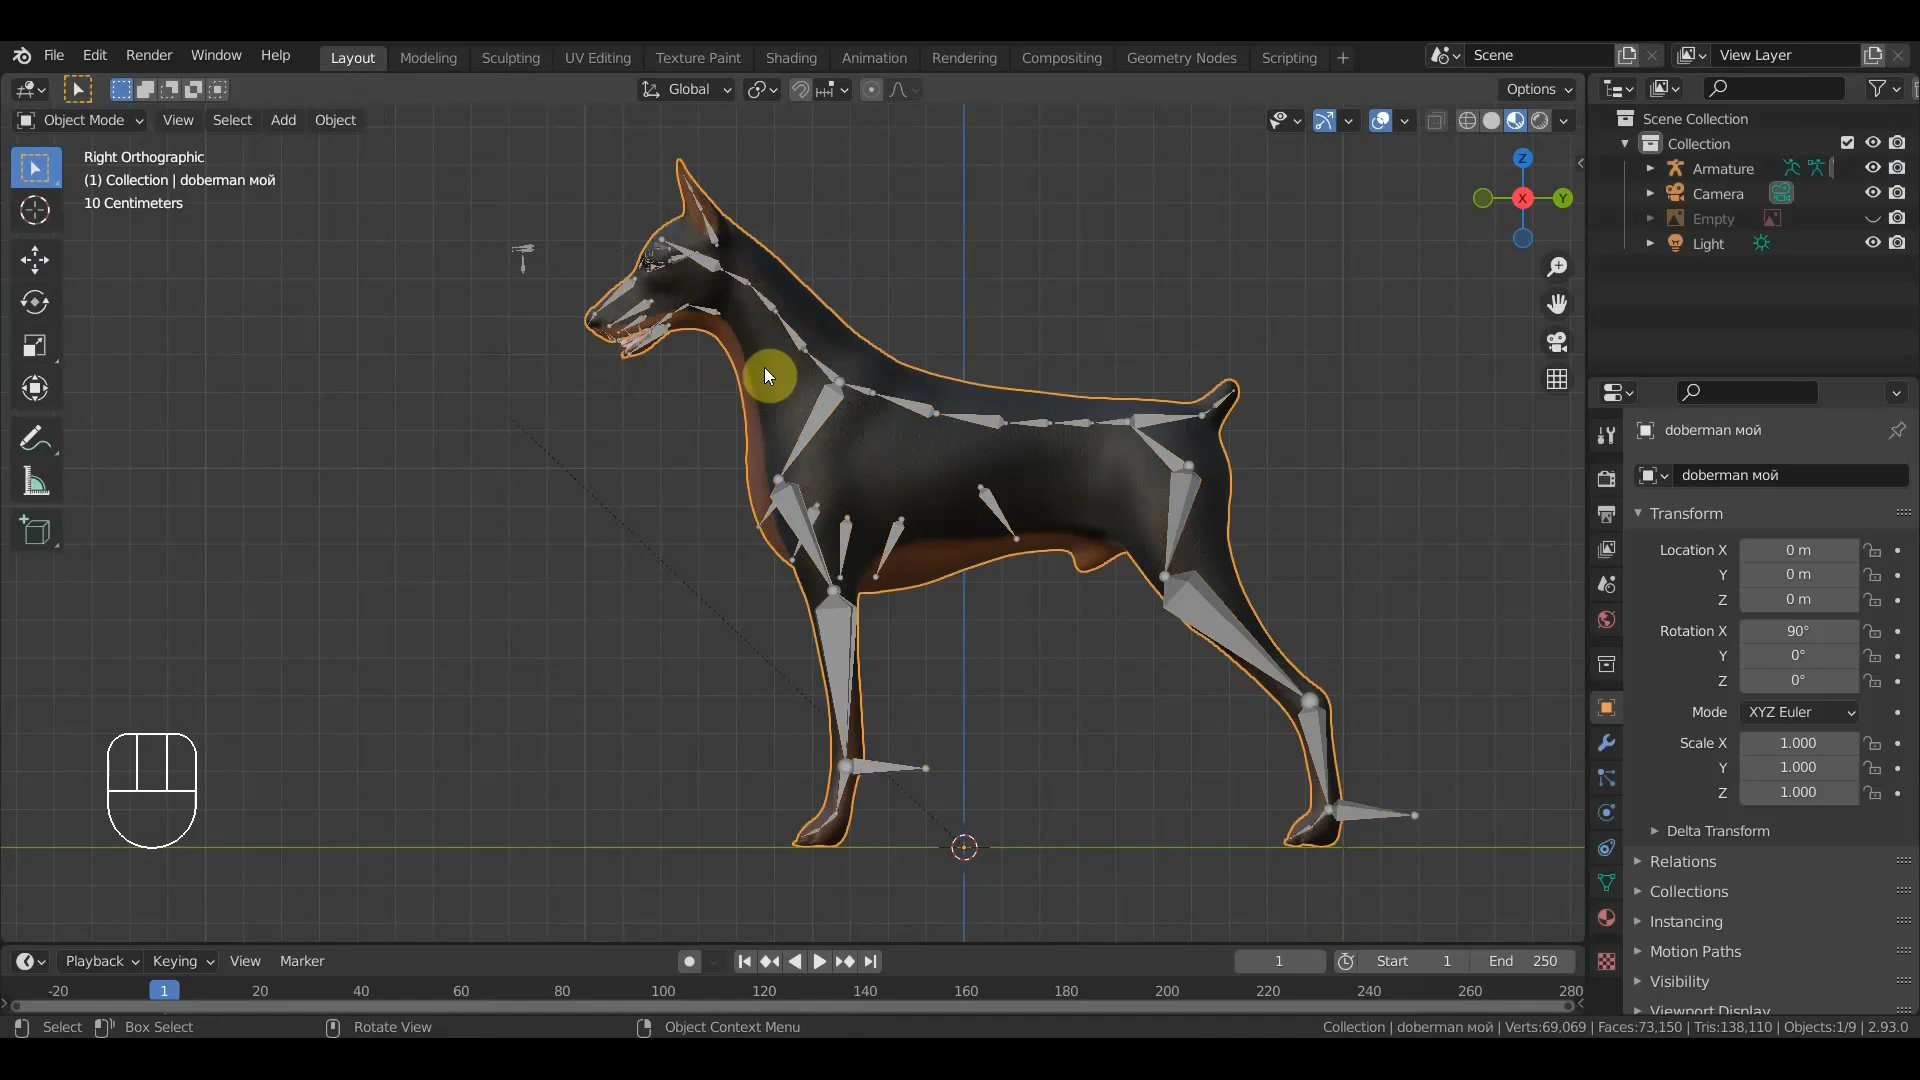 File Edit Render Window Help Layout Modeling Sculpting UV Editing Texture Paint Shading Animation Rendering Compositing Geometry Nodes Scripting + Scene View Layer
Global Options
Object Mode View Select Add Object
Right Orthographic
(1) Collection | doberman мой
10 Centimeters
Z
X
Y
Scene Collection
Collection
Armature
Camera
Empty
Light
doberman мой
doberman мой
Transform
Location X 0 m
Y 0 m
Z 0 m
Rotation X 90°
Y 0°
Z 0°
Mode XYZ Euler
Scale X 1.000
Y 1.000
Z 1.000
Delta Transform
Relations
Collections
Instancing
Motion Paths
Visibility
Viewport Display
Playback Keying View Marker 1 Start 1 End 250
-20 1 20 40 60 80 100 120 140 160 180 200 220 240 260 280
Select Box Select Rotate View Object Context Menu Collection | doberman мой | Verts:69,069 | Faces:73,150 | Tris:138,110 | Objects:1/9 | 2.93.0